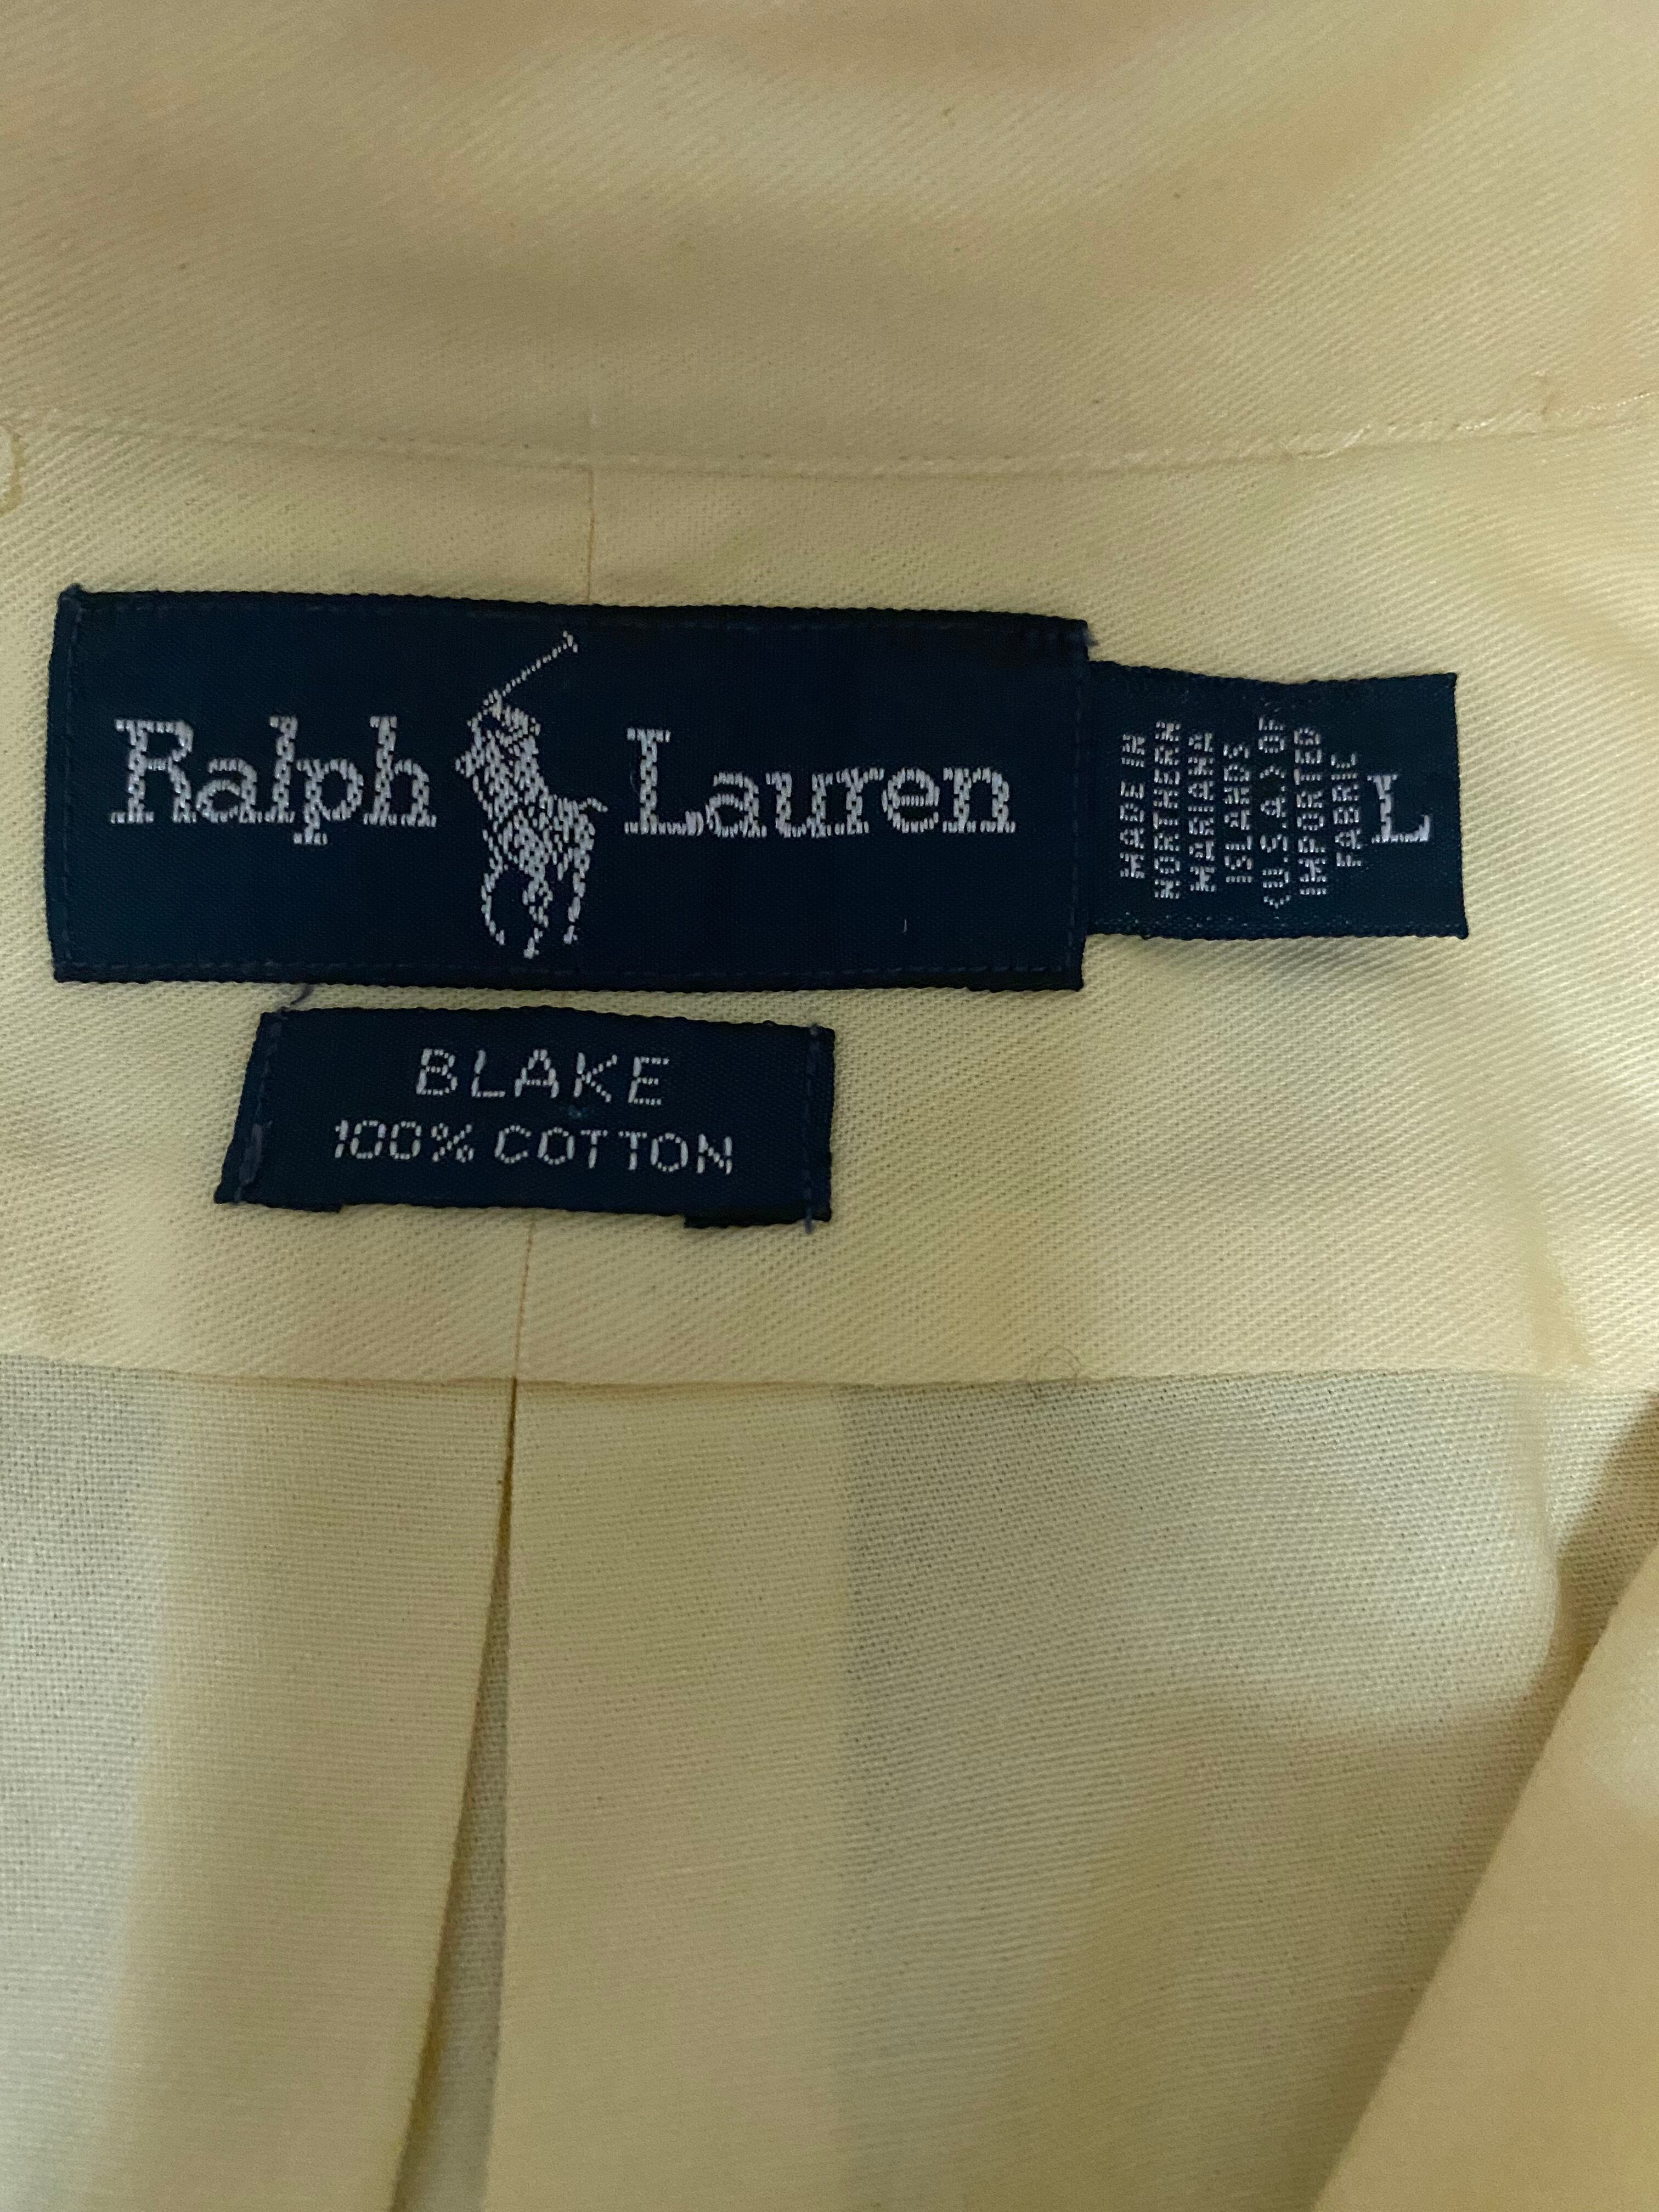 Ralph Lauren
MADE IN
NORTHERN
MARIANA
ISLANDS
(U.S.A.) OF
IMPORTED
FABRIC
L
BLAKE
100% COTTON